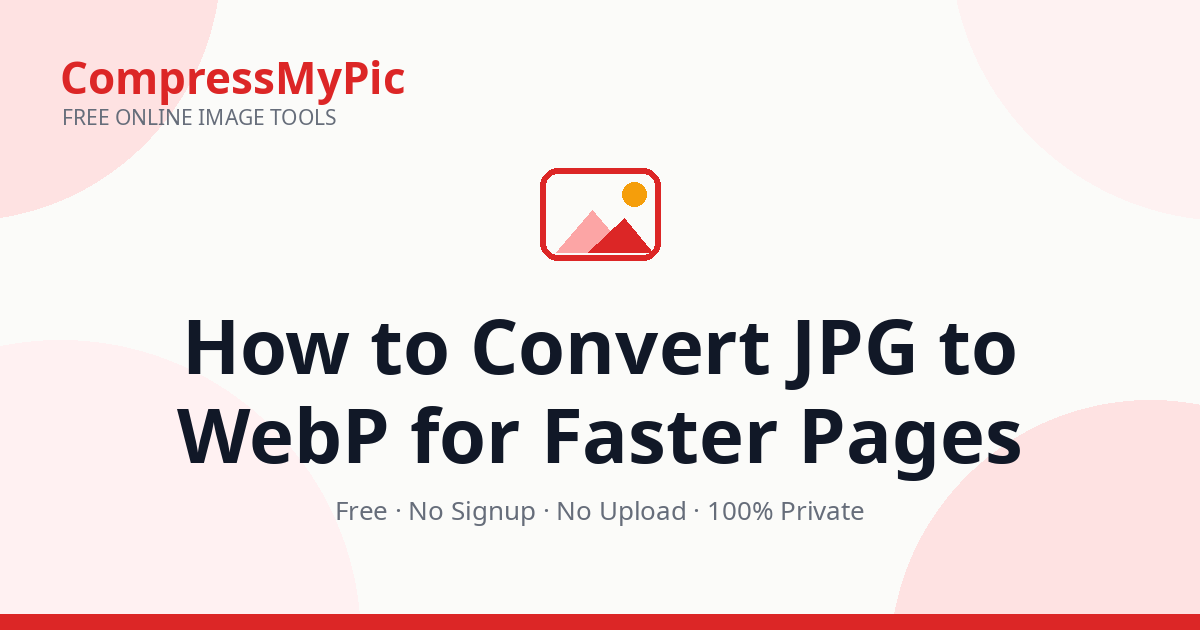 CompressMyPic
FREE ONLINE IMAGE TOOLS
How to Convert JPG to
WebP for Faster Pages
Free · No Signup · No Upload · 100% Private